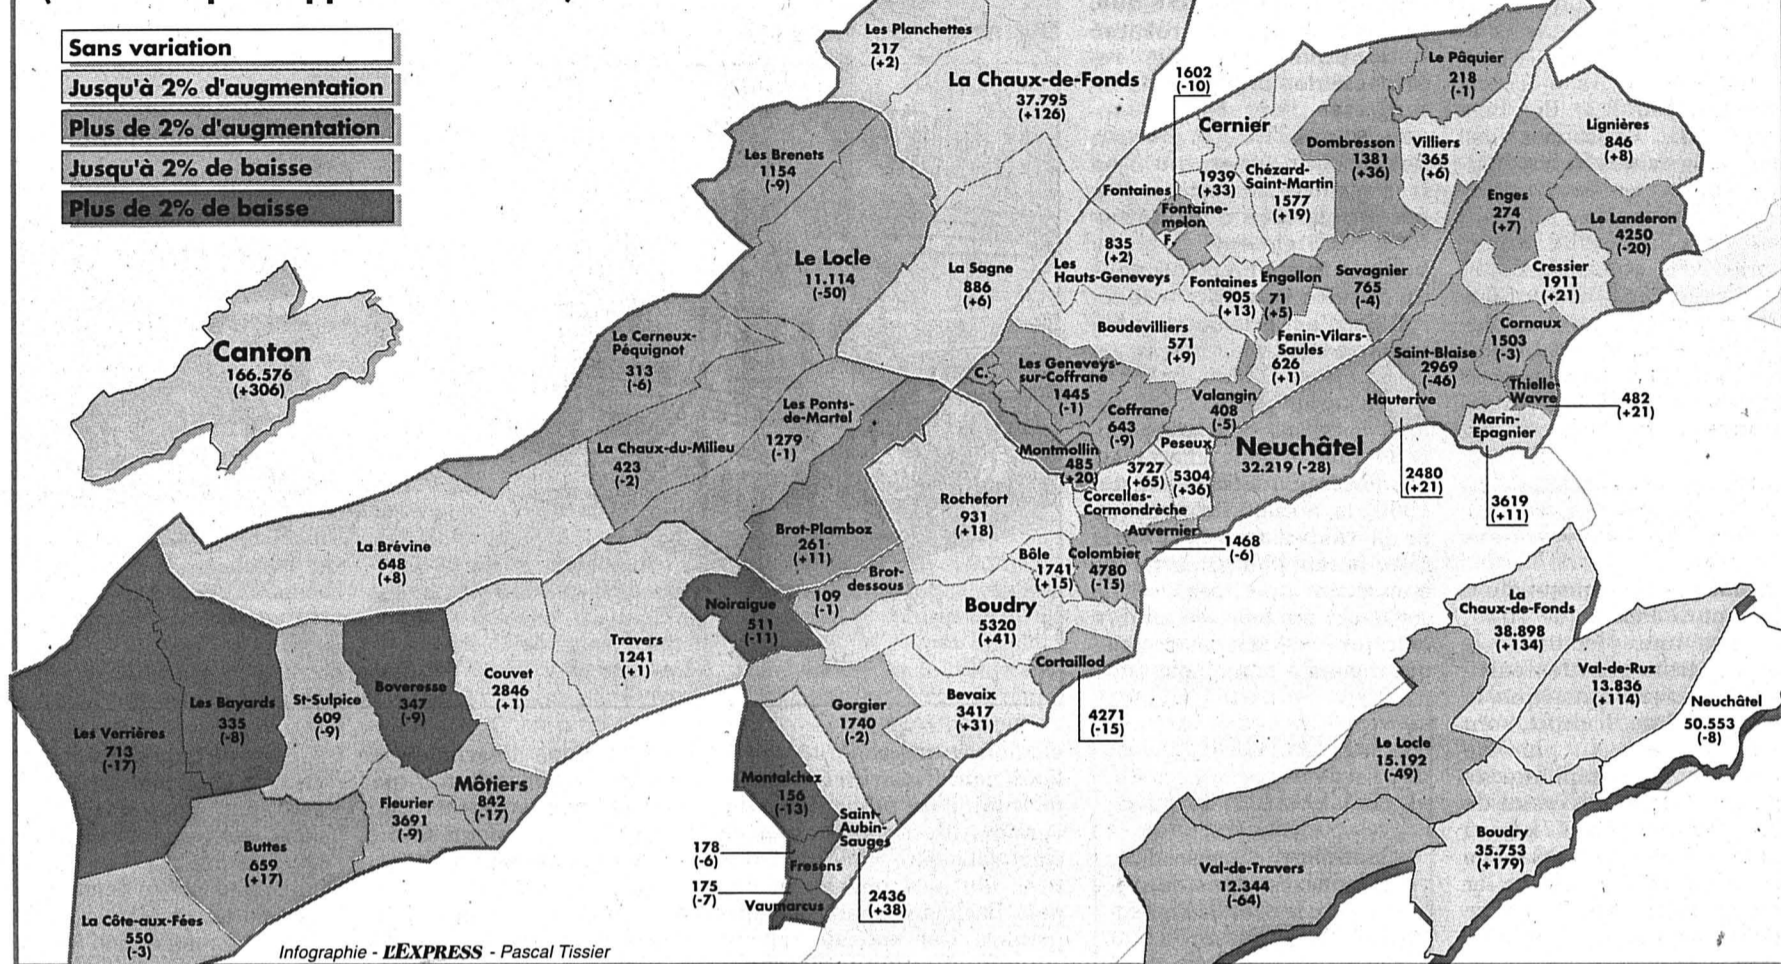 Sans variation
Jusqu'à 2% d'augmentation
Plus de 2% d'augmentation
Jusqu'à 2% de baisse
Plus de 2% de baisse
Canton
166.576
(+306)
Les Planchettes
217
(+2)
La Chaux-de-Fonds
37.795
(+126)
1602
(-10)
Le Pâquier
218
(-1)
Cernier
1939
(+33)
Dombresson
1381
(+36)
Villiers
365
(+6)
Lignières
846
(+8)
Les Brenets
1154
(-9)
Chézard-
Saint-Martin
1577
(+19)
Fontaines
Fontaine-
melon
F.
Enges
274
(+7)
Le Landeron
4250
(-20)
Le Locle
11.114
(-50)
La Sagne
886
(+6)
835
(+2)
Les
Hauts-Geneveys
Fontaines
905
(+13)
Engollon
71
(+5)
Savagnier
765
(-4)
Cressier
1911
(+21)
Le Cerneux-
Péquignot
313
(-6)
Boudevilliers
571
(+9)
Fenin-Vilars-
Saules
626
(+1)
Cornaux
1503
(-3)
Saint-Blaise
2969
(-46)
C.
Les Geneveys-
sur-Coffrane
1445
(-1)
Coffrane
643
(-9)
Valangin
408
(-5)
Hauterive
Thielle-
Wavre
482
(+21)
Marin-
Epagnier
Les Ponts-
de-Martel
1279
(-1)
La Chaux-du-Milieu
423
(-2)
Montmollin
485
(+20)
Peseux
3727
(+65)
5304
(+36)
Corcelles-
Cormondrèche
Neuchâtel
32.219 (-28)
2480
(+21)
3619
(+11)
Rochefort
931
(+18)
Auvernier
1468
(-6)
Brot-Plamboz
261
(+11)
La Brévine
648
(+8)
Bôle
1741
(+15)
Colombier
4780
(-15)
Brot-
dessous
109
(-1)
Noiraigue
511
(-11)
Boudry
5320
(+41)
Travers
1241
(+1)
Cortaillod
4271
(-15)
Couvet
2846
(+1)
Boveresse
347
(-9)
St-Sulpice
609
(-9)
Les Bayards
335
(-8)
Les Verrières
713
(-17)
Gorgier
1740
(-2)
Bevaix
3417
(+31)
Môtiers
842
(-17)
Fleurier
3691
(-9)
Montalchez
156
(-13)
Saint-
Aubin-
Sauges
2436
(+38)
Buttes
659
(+17)
178
(-6)
Fresens
175
(-7)
Vaumarcus
La Côte-aux-Fées
550
(-3)
La
Chaux-de-Fonds
38.898
(+134)
Val-de-Ruz
13.836
(+114)
Neuchâtel
50.553
(-8)
Le Locle
15.192
(-49)
Boudry
35.753
(+179)
Val-de-Travers
12.344
(-64)
Infographie - L'EXPRESS - Pascal Tissier